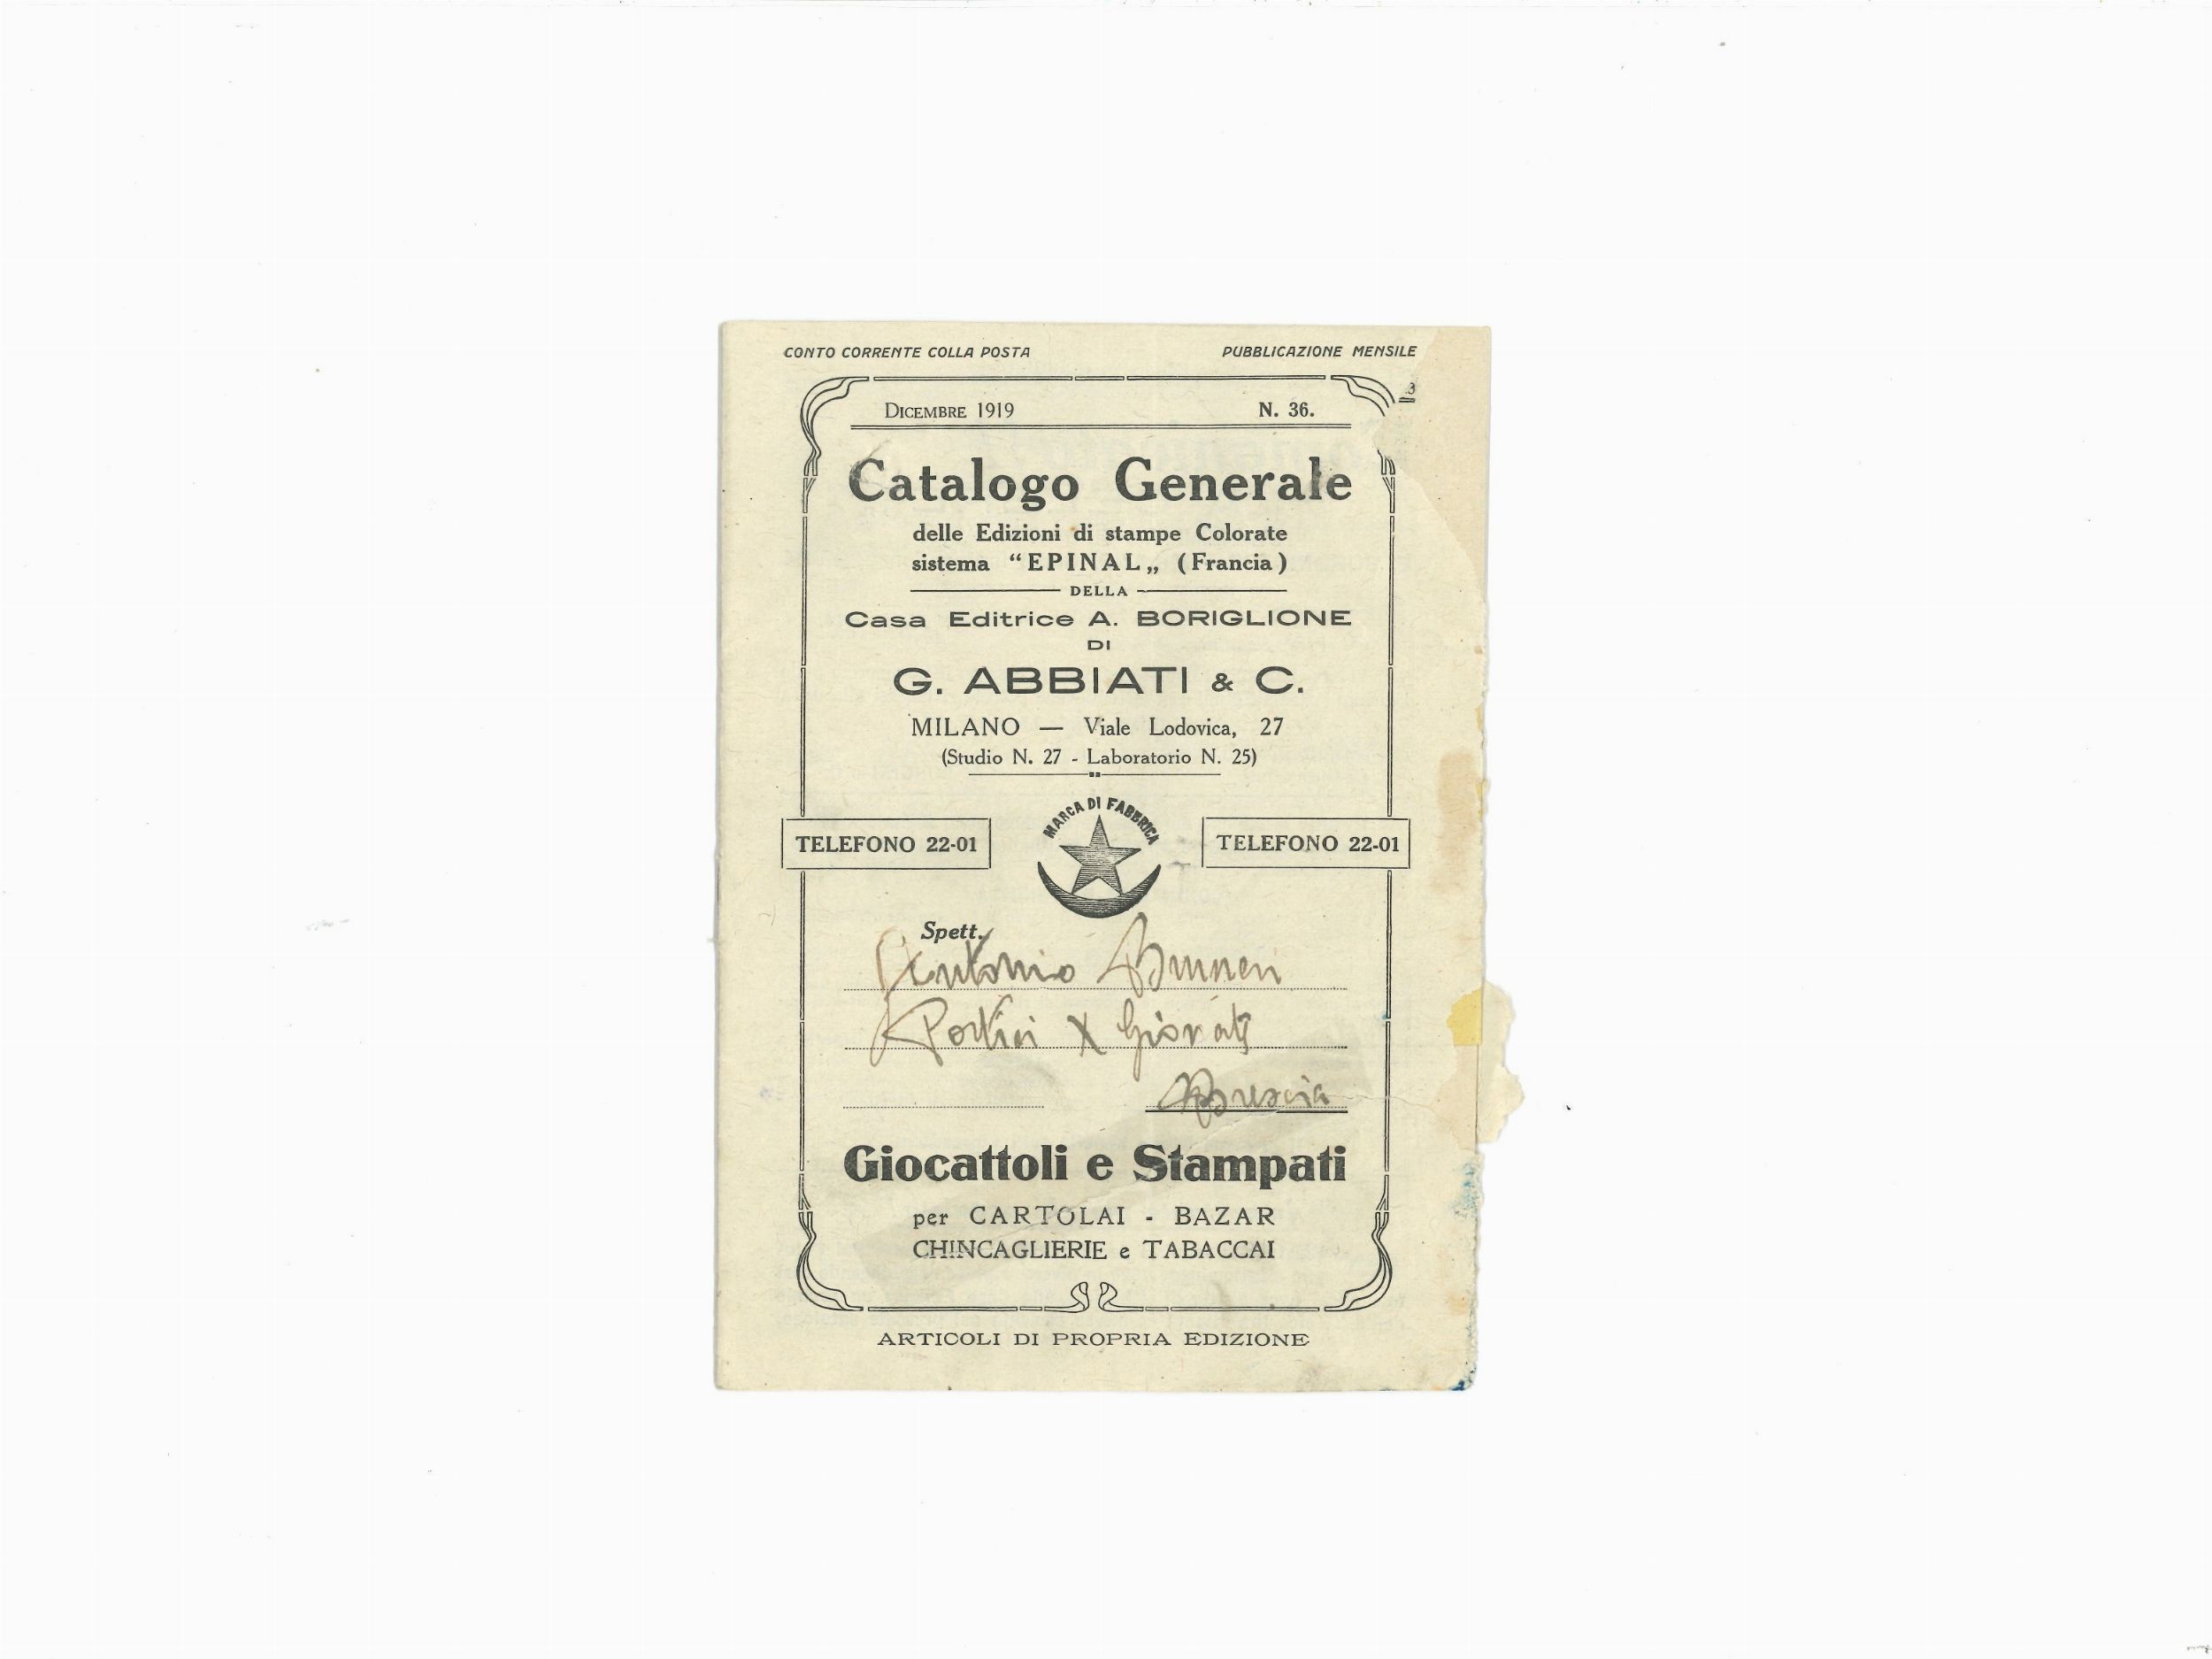 CONTO CORRENTE COLLA POSTA
PUBBLICAZIONE MENSILE
DICEMBRE 1919
N. 36.
Catalogo Generale
delle Edizioni di stampe Colorate
sistema “EPINAL„ (Francia)
DELLA
Casa Editrice A. BORIGLIONE
DI
G. ABBIATI & C.
MILANO — Viale Lodovica, 27
(Studio N. 27 - Laboratorio N. 25)
MARCA DI FABBRICA
TELEFONO 22-01
TELEFONO 22-01
Spett.
Antonio
Portici X Giornate
Brescia
Giocattoli e Stampati
per CARTOLAI - BAZAR
CHINCAGLIERIE e TABACCAI
ARTICOLI DI PROPRIA EDIZIONE